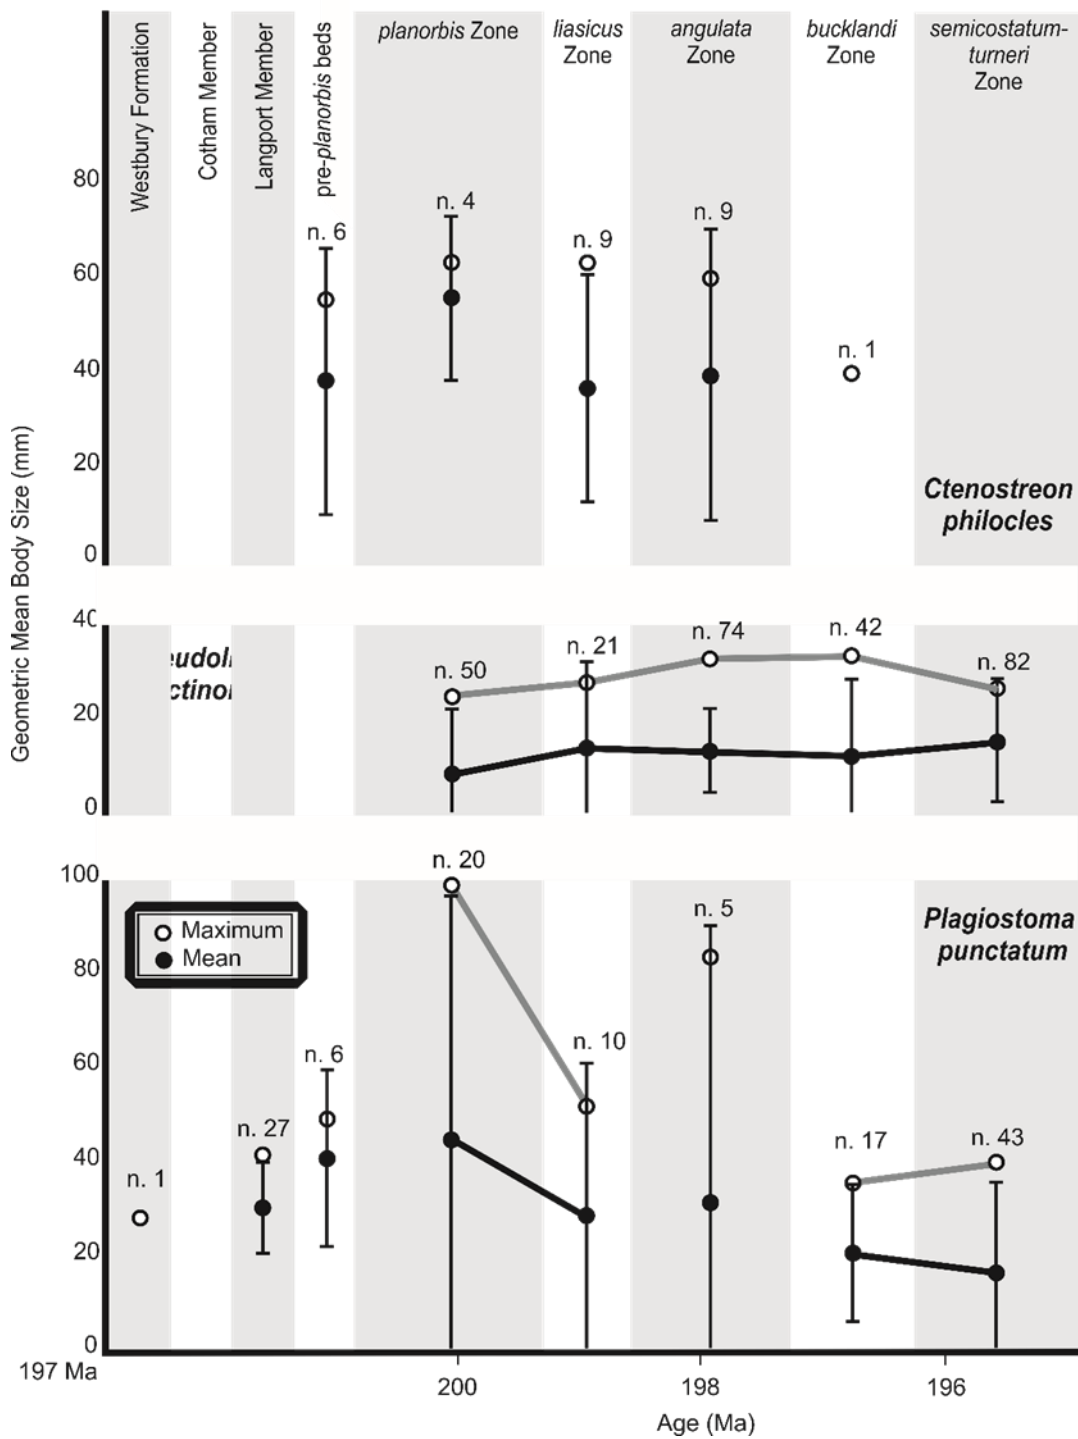 Westbury Formation
Cotham Member
Langport Member
pre-planorbis beds
planorbis Zone
liasicus
Zone
angulata
Zone
bucklandi
Zone
semicostatum-
turneri
Zone
Geometric Mean Body Size (mm)
80
60
40
20
0
n. 6
n. 4
n. 9
n. 9
n. 1
Ctenostreon
philocles
20
0
n. 50
n. 21
n. 74
n. 42
n. 82
100
80
60
40
20
0
Maximum
Mean
n. 1
n. 27
n. 6
n. 20
n. 10
n. 5
n. 17
n. 43
Plagiostoma
punctatum
197 Ma
200
198
196
Age (Ma)